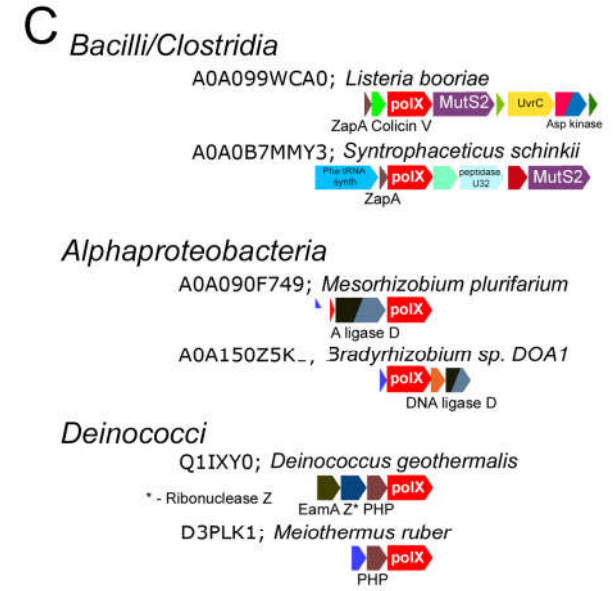 C
Bacilli/Clostridia
A0A099WCA0; Listeria booriae
polX MutS2 UvrC
ZapA Colicin V Asp kinase
A0A0B7MMY3; Syntrophaceticus schinkii
Phe tRNA synth polX peptidase U32 MutS2
ZapA
Alphaproteobacteria
A0A090F749; Mesorhizobium plurifarium
polX
A ligase D
A0A150Z5K_, Bradyrhizobium sp. DOA1
polX
DNA ligase D
Deinococci
Q1IXY0; Deinococcus geothermalis
* - Ribonuclease Z polX
EamA Z* PHP
D3PLK1; Meiothermus ruber
polX
PHP